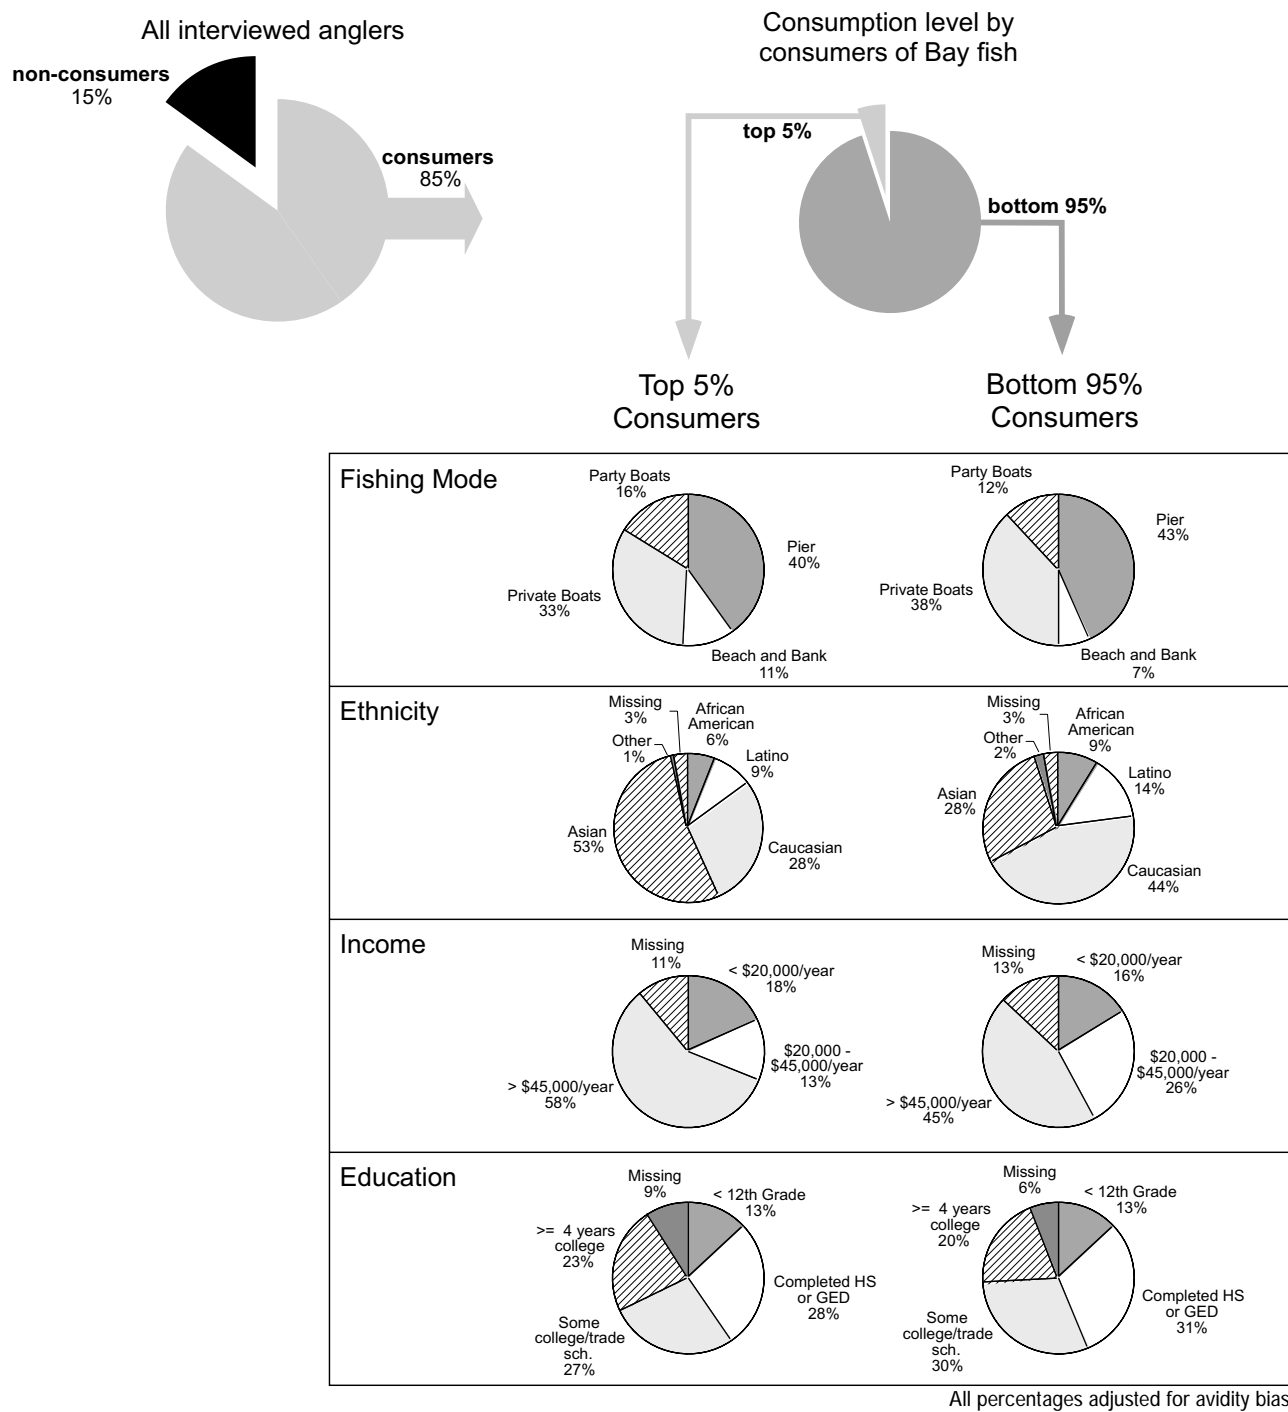 All interviewed anglers
non-consumers
15%
consumers
85%
Consumption level by
consumers of Bay fish
top 5%
bottom 95%
Top 5%
Consumers
Bottom 95%
Consumers
Fishing Mode
Party Boats
16%
Pier
40%
Private Boats
33%
Beach and Bank
11%
Party Boats
12%
Pier
43%
Private Boats
38%
Beach and Bank
7%
Ethnicity
Missing
3%
African
American
6%
Other
1%
Latino
9%
Asian
53%
Caucasian
28%
Missing
3%
African
American
9%
Other
2%
Latino
14%
Asian
28%
Caucasian
44%
Income
Missing
11%
< $20,000/year
18%
$20,000 -
$45,000/year
13%
> $45,000/year
58%
Missing
13%
< $20,000/year
16%
$20,000 -
$45,000/year
26%
> $45,000/year
45%
Education
Missing
9%
< 12th Grade
13%
>= 4 years
college
23%
Completed HS
or GED
28%
Some
college/trade
sch.
27%
Missing
6%
< 12th Grade
13%
>= 4 years
college
20%
Completed HS
or GED
31%
Some
college/trade
sch.
30%
All percentages adjusted for avidity bias